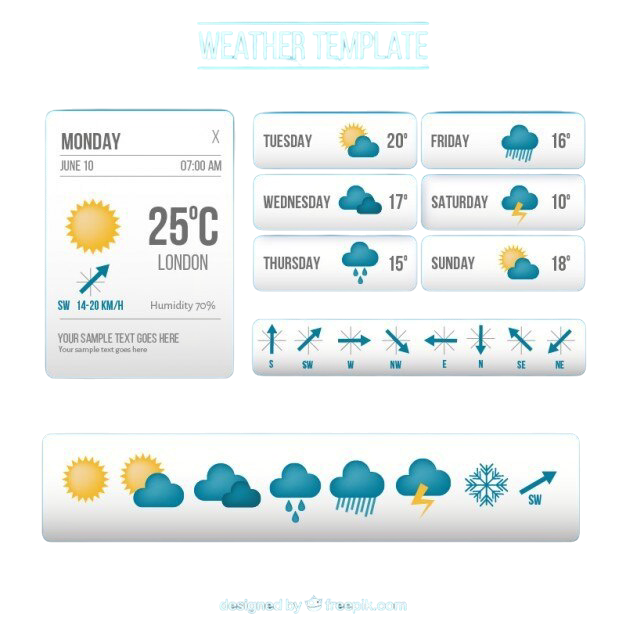 WEATHER TEMPLATE
MONDAY X
JUNE 10 07:00 AM
25°C
LONDON
SW 14-20 KM/H Humidity 70%
YOUR SAMPLE TEXT GOES HERE
Your sample text goes here
TUESDAY 20°
FRIDAY 16°
WEDNESDAY 17°
SATURDAY 10°
THURSDAY 15°
SUNDAY 18°
S SW W NW E N SE NE
SW
designed by freepik.com